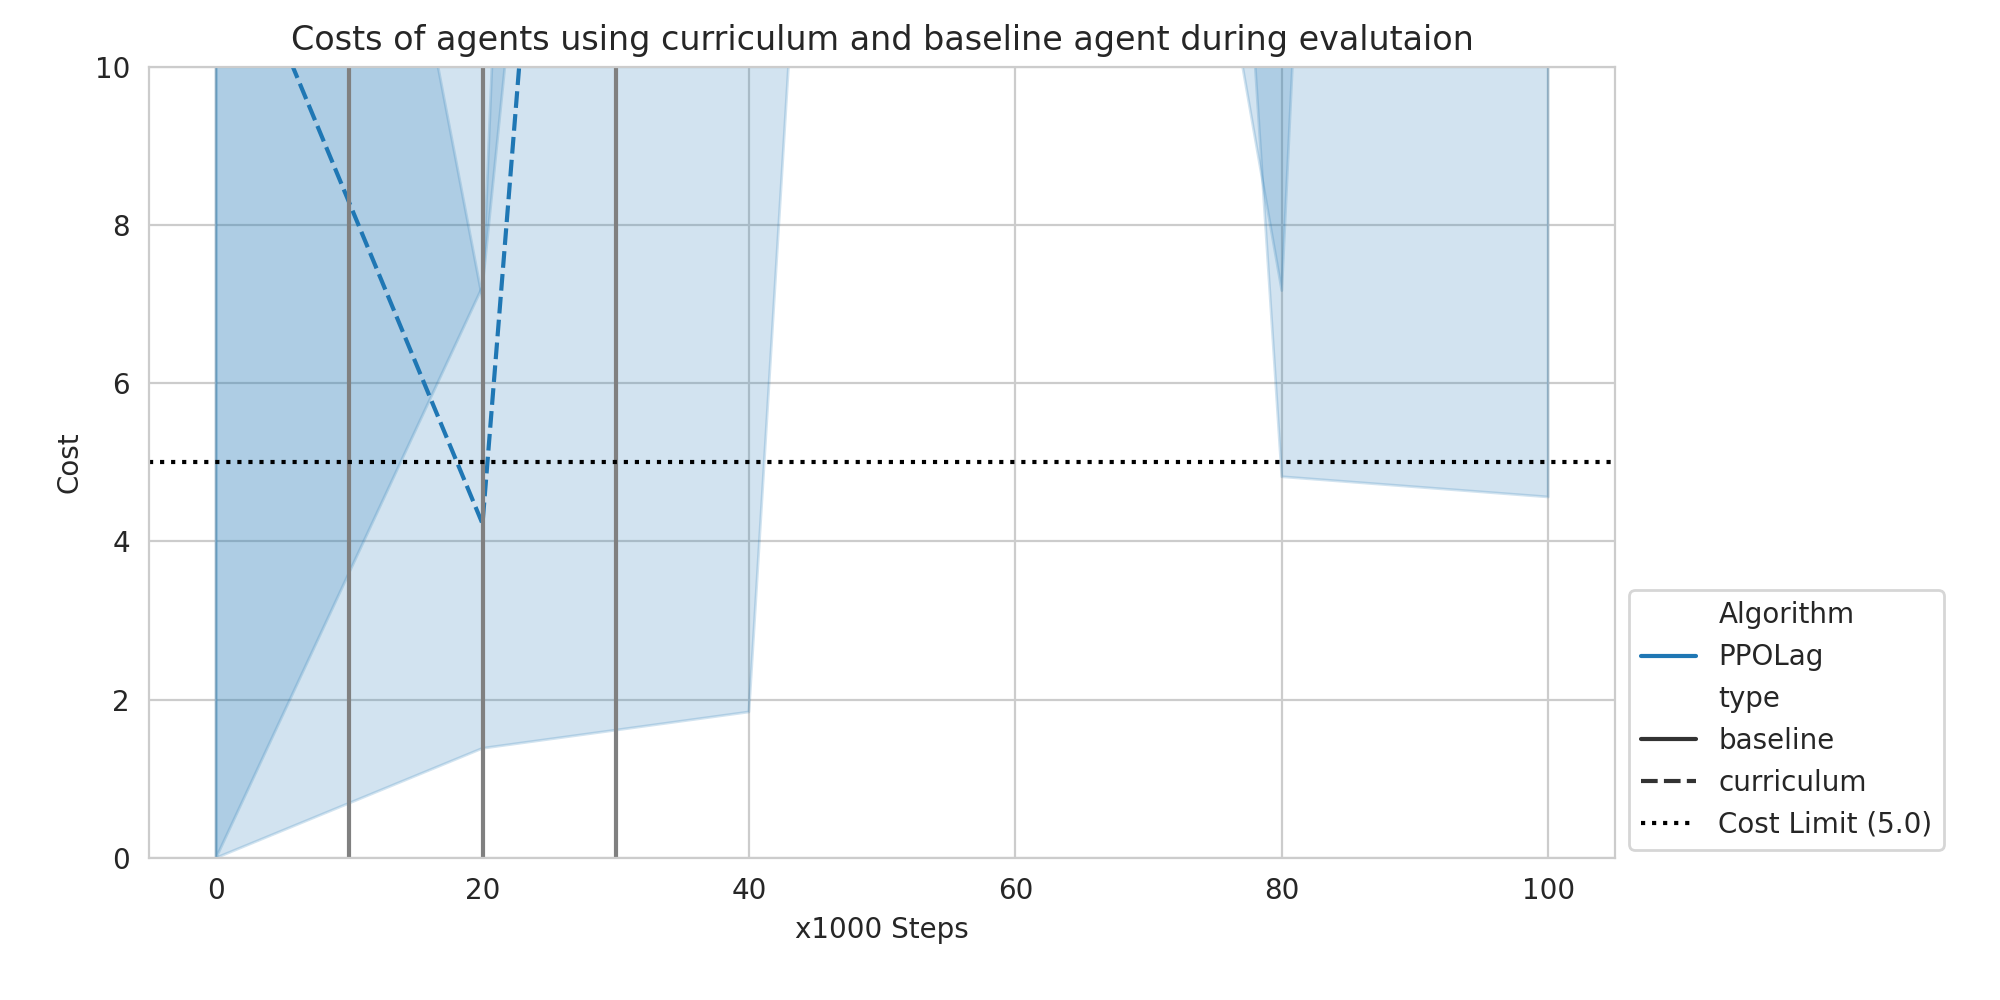 Costs of agents using curriculum and baseline agent during evalutaion
10
8
6
4
2
0
Cost
0 20 40 60 80 100
x1000 Steps
Algorithm
PPOLag
type
baseline
curriculum
Cost Limit (5.0)